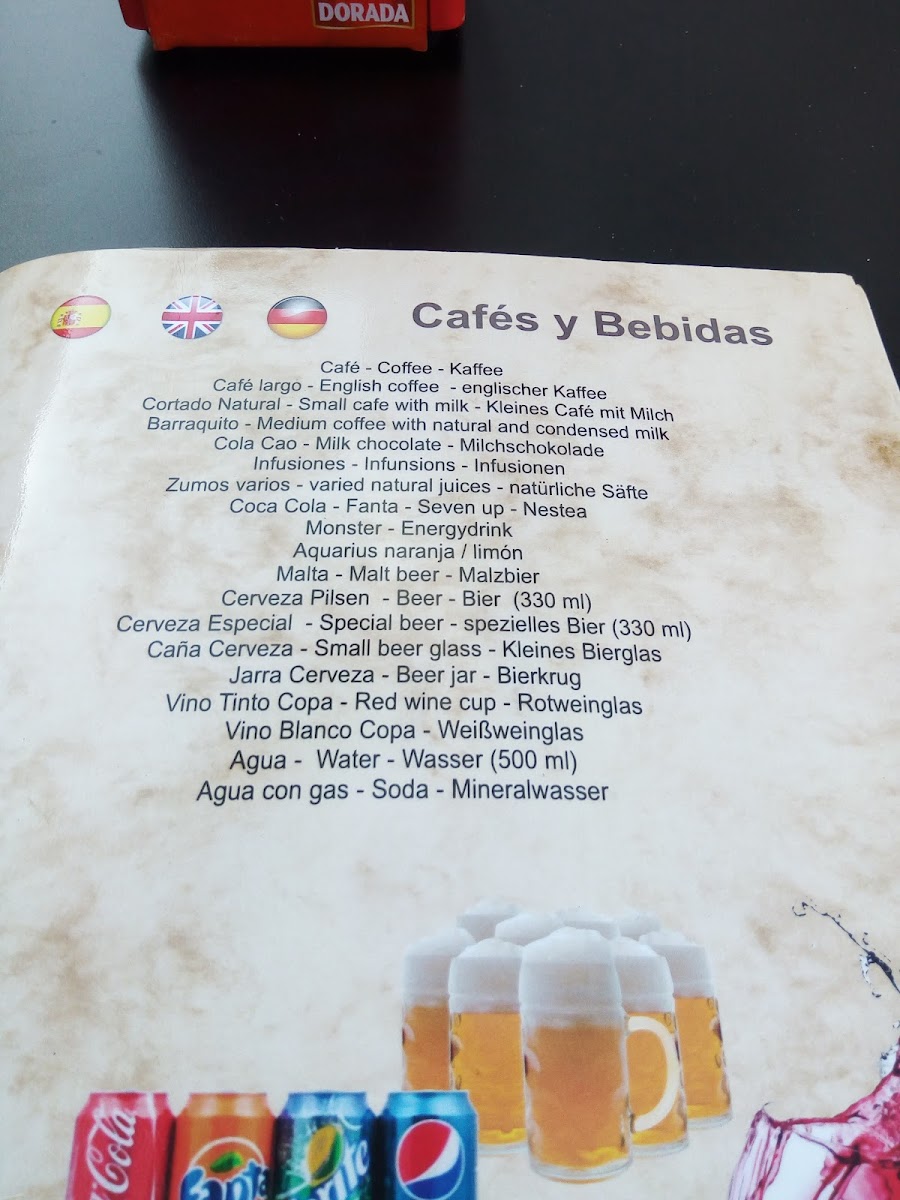 DORADA
Cafés y Bebidas
Café - Coffee - Kaffee
Café largo - English coffee - englischer Kaffee
Cortado Natural - Small cafe with milk - Kleines Café mit Milch
Barraquito - Medium coffee with natural and condensed milk
Cola Cao - Milk chocolate - Milchschokolade
Infusiones - Infunsions - Infusionen
Zumos varios - varied natural juices - natürliche Säfte
Coca Cola - Fanta - Seven up - Nestea
Monster - Energydrink
Aquarius naranja / limón
Malta - Malt beer - Malzbier
Cerveza Pilsen - Beer - Bier (330 ml)
Cerveza Especial - Special beer - spezielles Bier (330 ml)
Caña Cerveza - Small beer glass - Kleines Bierglas
Jarra Cerveza - Beer jar - Bierkrug
Vino Tinto Copa - Red wine cup - Rotweinglas
Vino Blanco Copa - Weißweinglas
Agua - Water - Wasser (500 ml)
Agua con gas - Soda - Mineralwasser
Cola
Fanta